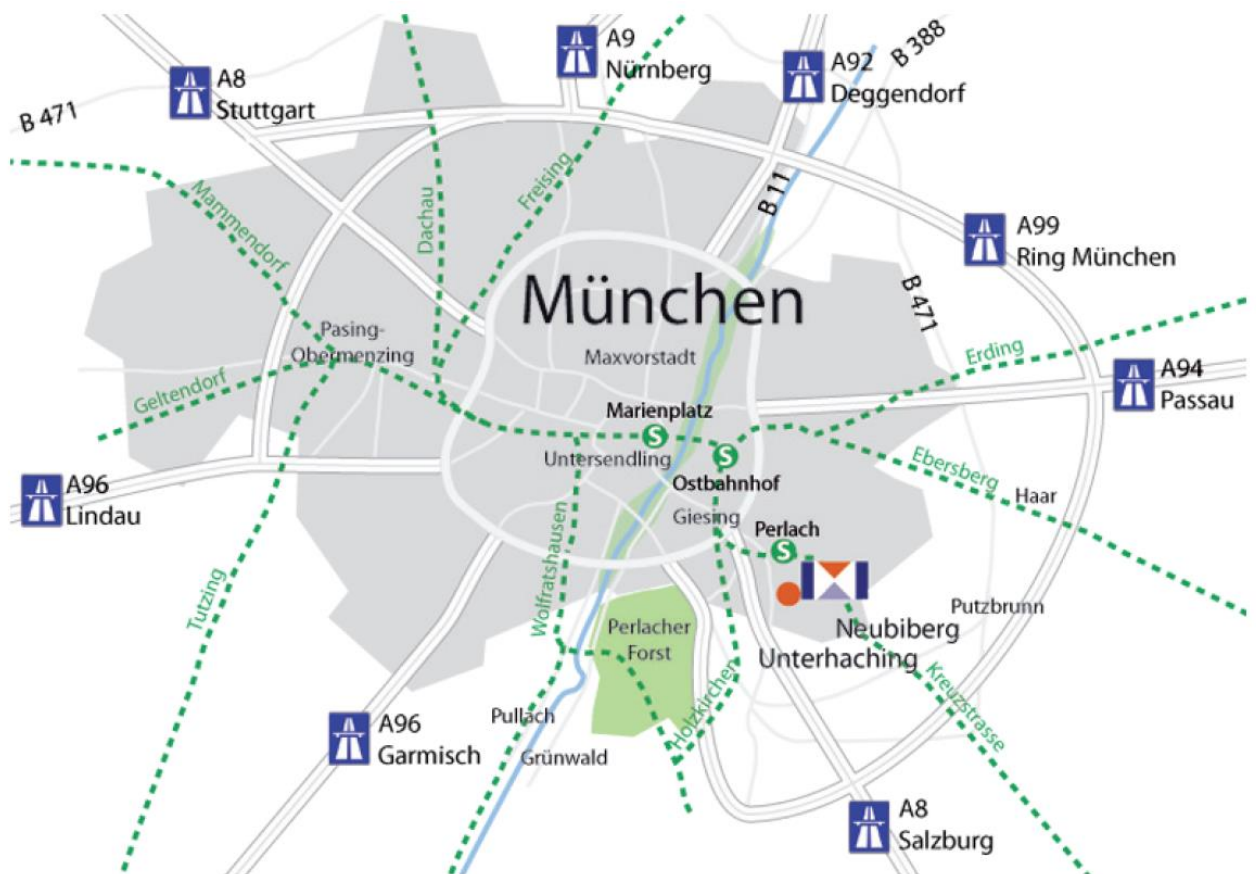 A9
Nürnberg
A8
Stuttgart
A92
Deggendorf
B 388
B 471
Mammendorf
Dachau
Freising
B 11
A99
Ring München
München
B 471
Pasing-
Obermenzing
Maxvorstadt
Erding
A94
Passau
Geltendorf
Marienplatz
S
Untersendling
S
Ostbahnhof
Ebersberg
Haar
A96
Lindau
Giesing
Perlach
S
Wolfratshausen
Tutzing
Perlacher
Forst
Putzbrunn
Neubiberg
Unterhaching
Holzkirchen
Kreuzstrasse
Pullach
Grünwald
A96
Garmisch
A8
Salzburg